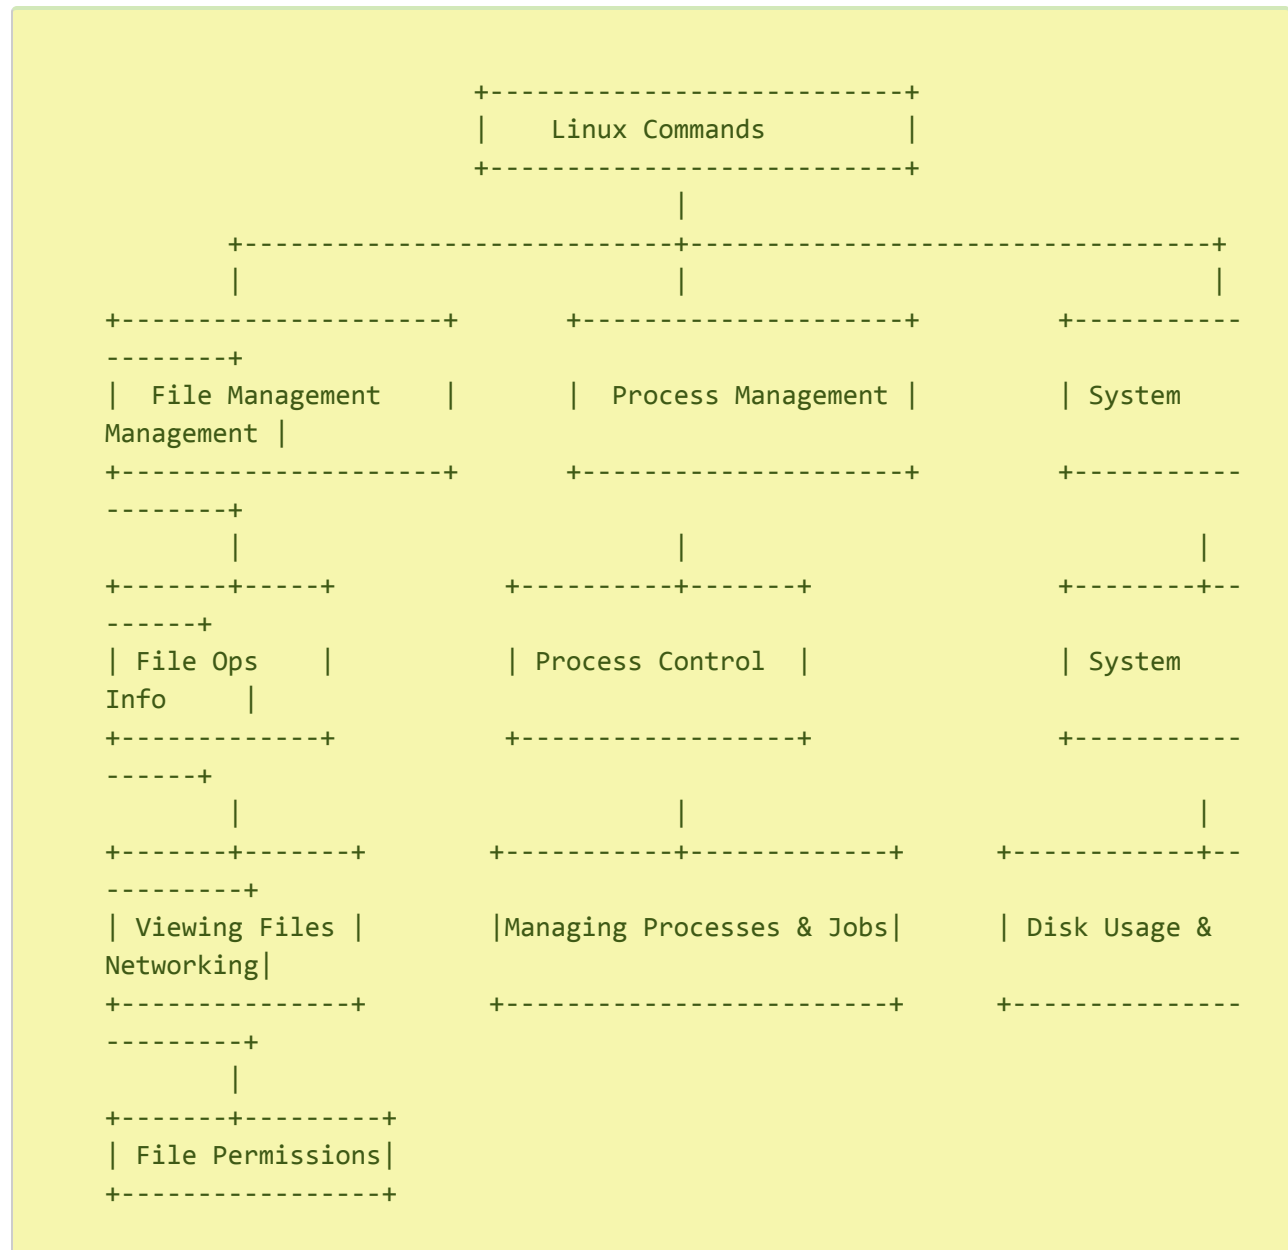 +---------------------------+
                        |    Linux Commands         |
                        +---------------------------+
                                     |
        +----------------------------+----------------------------------+
        |                            |                                  |
+---------------------+       +---------------------+         +-----------
--------+
|  File Management    |       |  Process Management |         | System
Management |
+---------------------+       +---------------------+         +-----------
--------+
        |                            |                                 |
+-------+-----+           +----------+-------+                +--------+--
------+
| File Ops    |           | Process Control  |                | System
Info     |
+-------------+           +------------------+                +-----------
------+
        |                            |                                 |
+-------+-------+        +-----------+-------------+      +------------+--
---------+
| Viewing Files |        |Managing Processes & Jobs|      | Disk Usage &
Networking|
+---------------+        +-------------------------+      +---------------
---------+
        |
+-------+---------+
| File Permissions|
+-----------------+